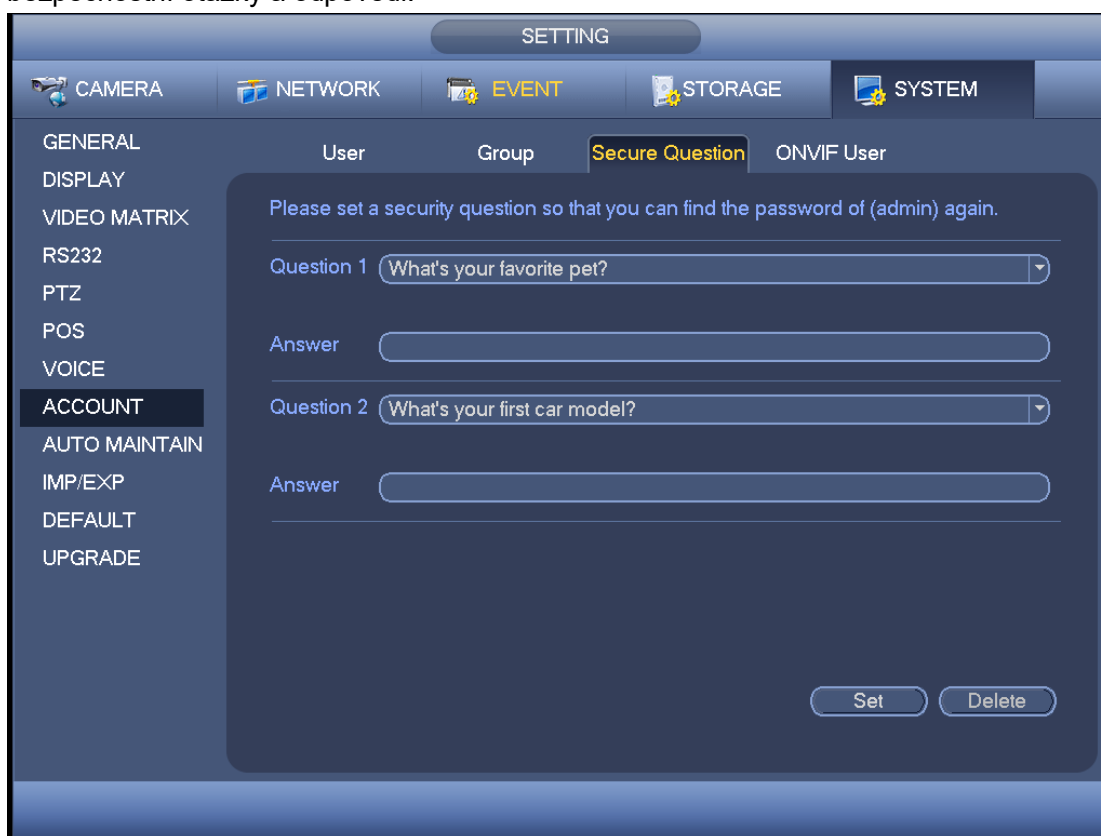 bezpečnostní otázky a odpovědi.
SETTING
CAMERA NETWORK EVENT STORAGE SYSTEM
GENERAL
DISPLAY
VIDEO MATRIX
RS232
PTZ
POS
VOICE
ACCOUNT
AUTO MAINTAIN
IMP/EXP
DEFAULT
UPGRADE
User Group Secure Question ONVIF User
Please set a security question so that you can find the password of (admin) again.
Question 1 What's your favorite pet?
Answer
Question 2 What's your first car model?
Answer
Set Delete